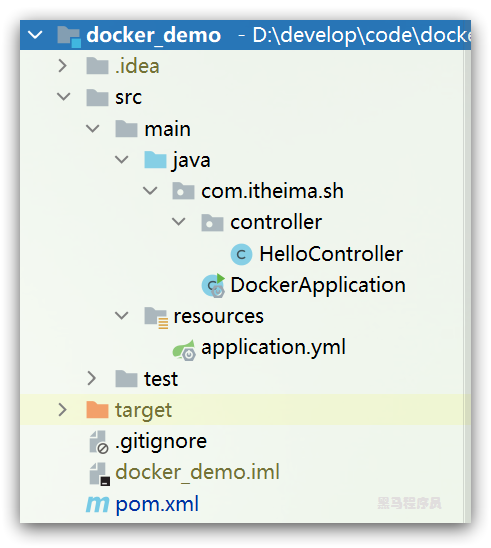 docker_demo - D:\develop\code\docke
.idea
src
main
java
com.itheima.sh
controller
HelloController
DockerApplication
resources
application.yml
test
target
.gitignore
docker_demo.iml
pom.xml
黑马程序员